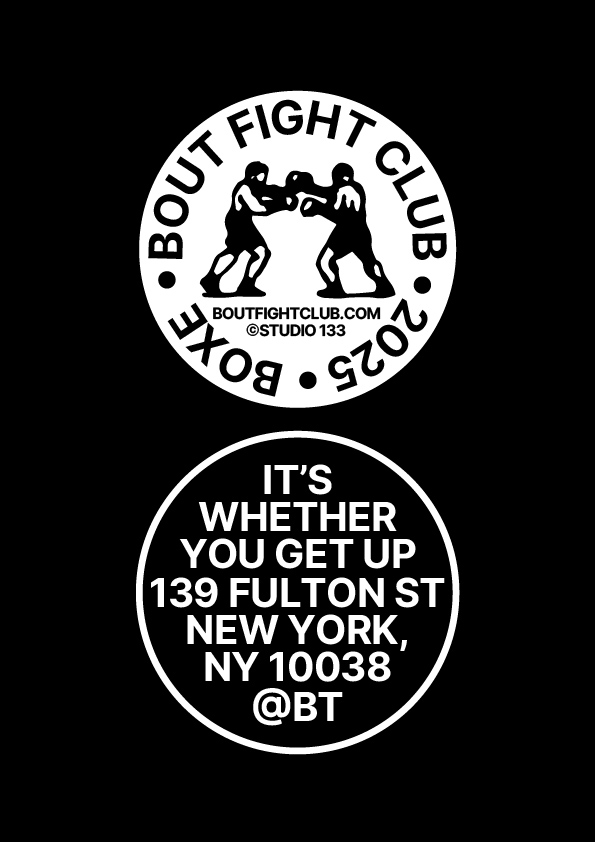 BOUT FIGHT CLUB • 2025 • BOXE •
BOUTFIGHTCLUB.COM
©STUDIO 133
IT’S
WHETHER
YOU GET UP
139 FULTON ST
NEW YORK,
NY 10038
@BT